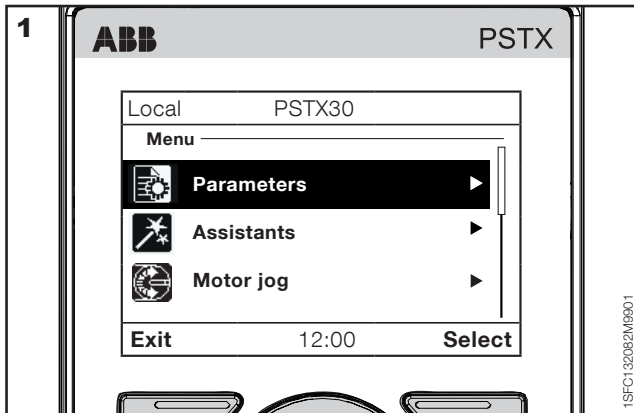 1
ABB PSTX
Local PSTX30
Menu
Parameters
Assistants
Motor jog
Exit 12:00 Select
1SFC132082M9901